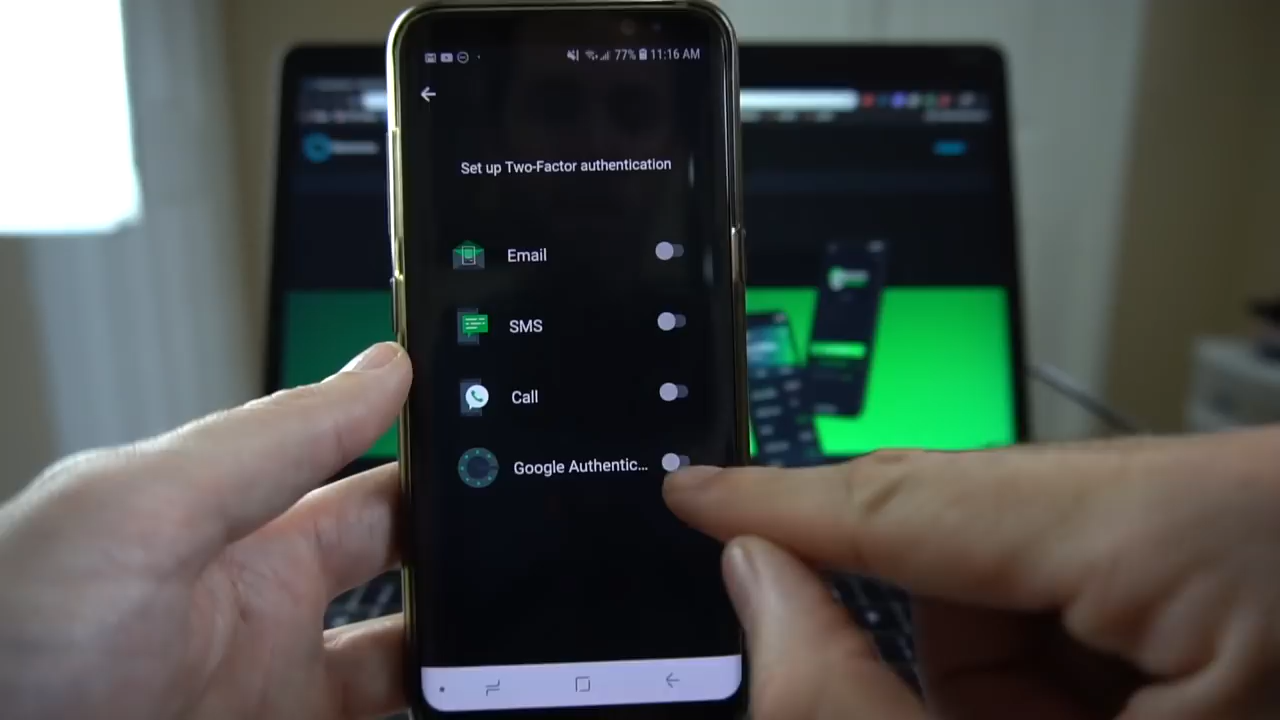 77% 11:16 AM
Set up Two-Factor authentication
Email
SMS
Call
Google Authentic...